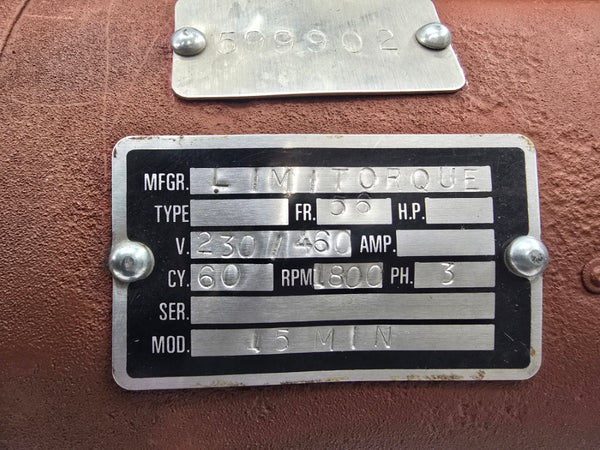 599902
MFGR. LIMITORQUE
TYPE FR. 56 H.P.
V. 230/460 AMP.
CY. 60 RPM 1800 PH. 3
SER.
MOD. 15 MIN